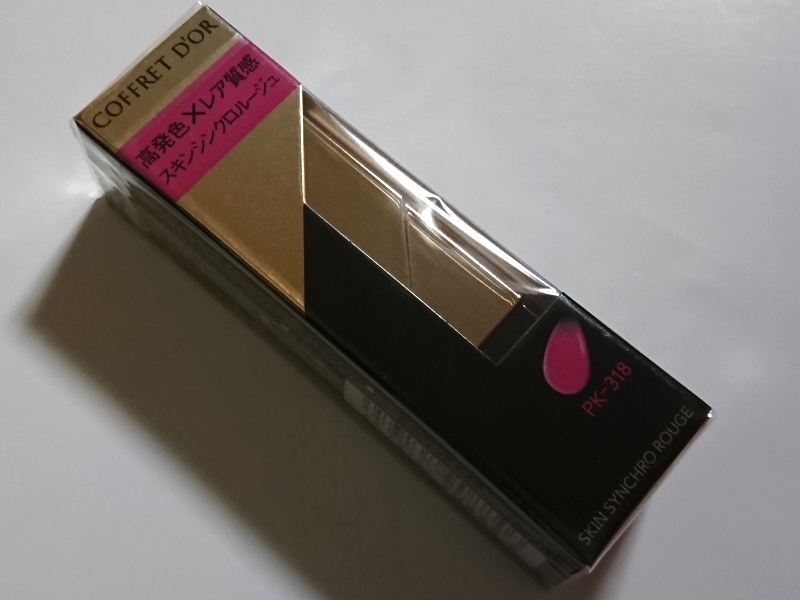 COFFRET D'OR
高発色×レア質感
スキンシンクロルージュ
PK-318
SKIN SYNCHRO ROUGE